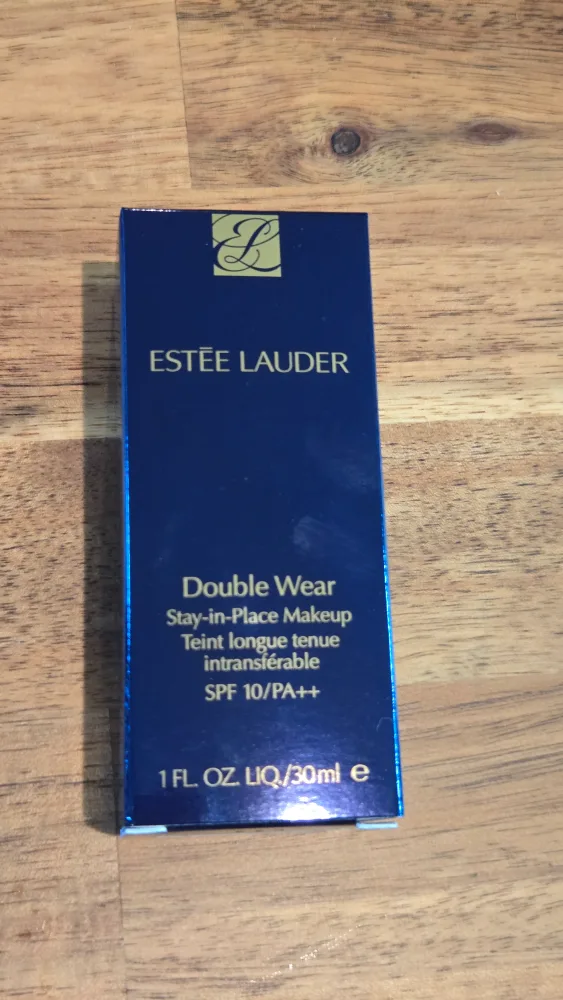 EL
ESTĒE LAUDER
Double Wear
Stay-in-Place Makeup
Teint longue tenue
intransférable
SPF 10/PA++
1 FL. OZ. LIQ./30ml e